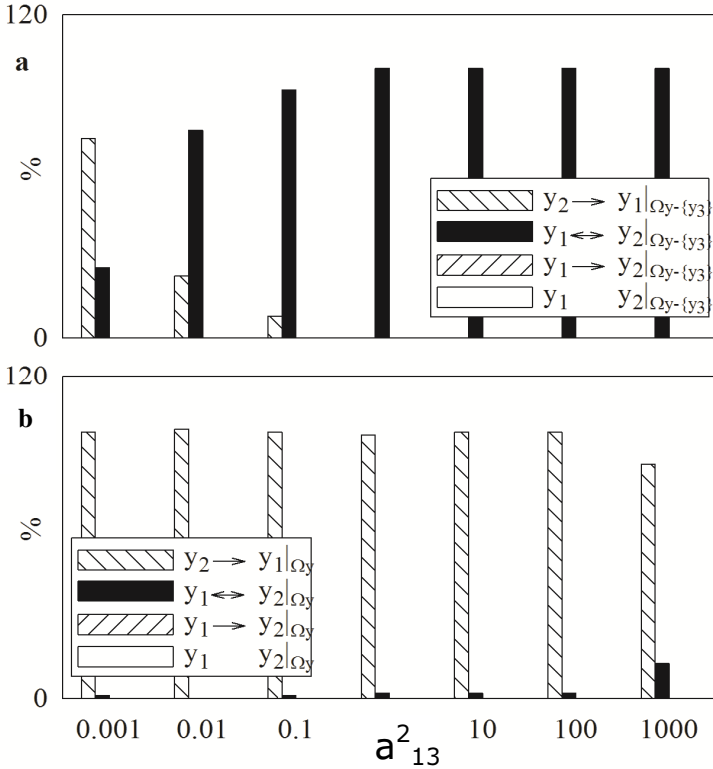 120
a
%
y₂ → y₁|Ωy-{y₃}
y₁ ↔ y₂|Ωy-{y₃}
y₁ → y₂|Ωy-{y₃}
y₁ y₂|Ωy-{y₃}
0
120
b
%
y₂ → y₁|Ωy
y₁ ↔ y₂|Ωy
y₁ → y₂|Ωy
y₁ y₂|Ωy
0
0.001 0.01 0.1 10 100 1000
a²₁₃